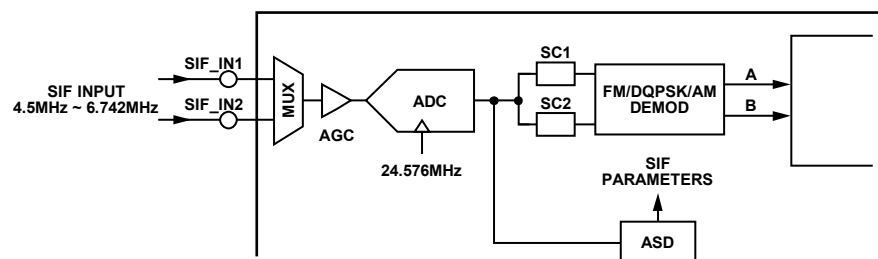 SIF INPUT
4.5MHz ~ 6.742MHz
SIF_IN1
SIF_IN2
MUX
AGC
ADC
24.576MHz
SC1
SC2
FM/DQPSK/AM
DEMOD
A
B
SIF
PARAMETERS
ASD